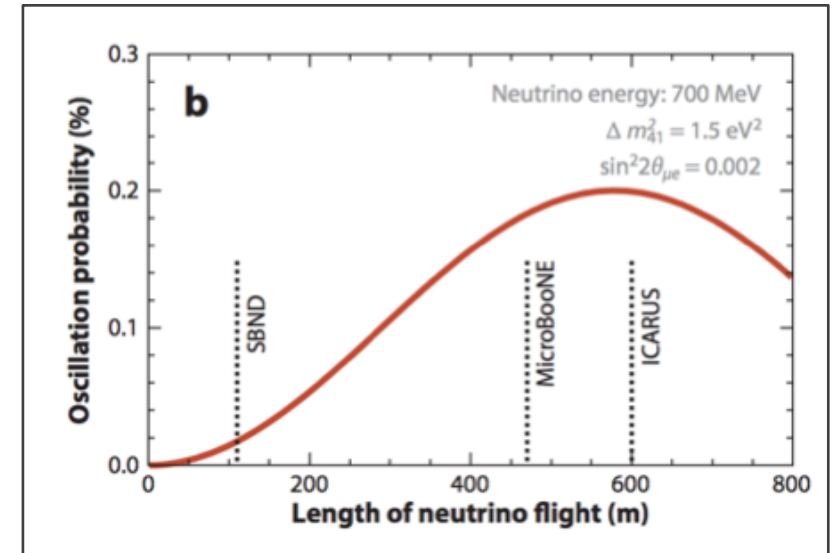 0.3
b
Neutrino energy: 700 MeV
Δ m²₄₁ = 1.5 eV²
sin²2θμe = 0.002
0.2
Oscillation probability (%)
SBND
MicroBooNE
ICARUS
0.1
0.0
0 200 400 600 800
Length of neutrino flight (m)